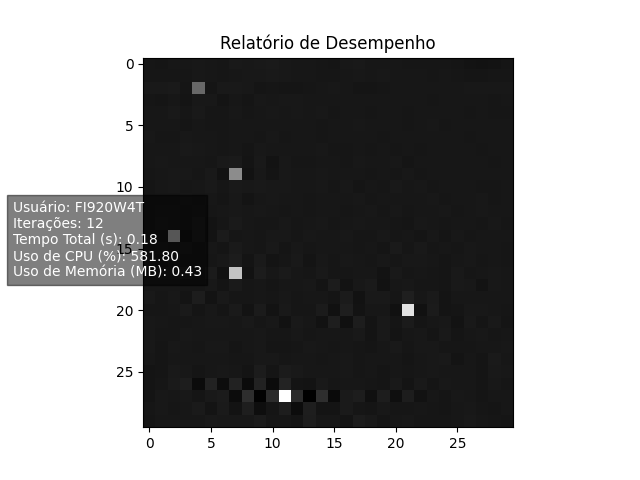 Relatório de Desempenho
0
5
10
15
20
25
Usuário: FI920W4T
Iterações: 12
Tempo Total (s): 0.18
Uso de CPU (%): 581.80
Uso de Memória (MB): 0.43
0 5 10 15 20 25